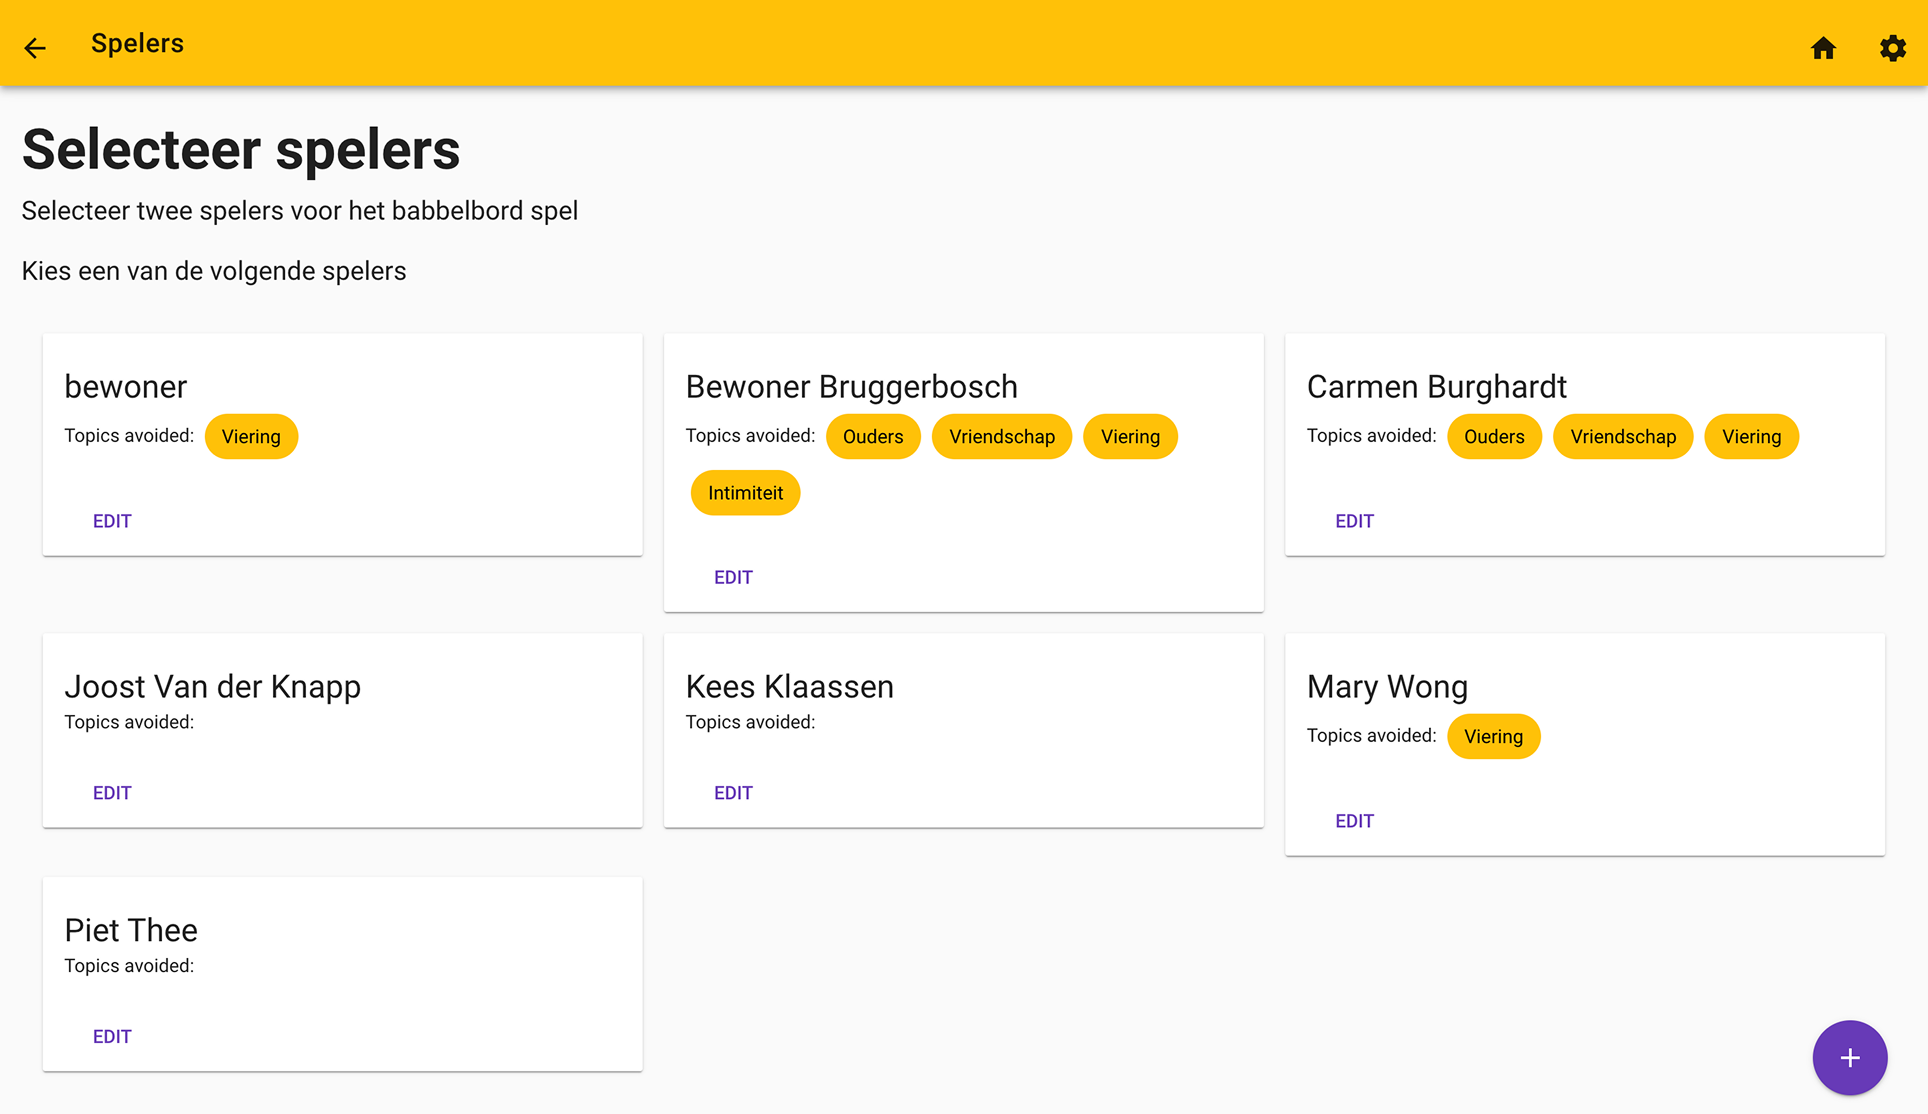 Spelers
Selecteer spelers
Selecteer twee spelers voor het babbelbord spel
Kies een van de volgende spelers
bewoner
Topics avoided: Viering
EDIT
Bewoner Bruggerbosch
Topics avoided: Ouders Vriendschap Viering
Intimiteit
EDIT
Carmen Burghardt
Topics avoided: Ouders Vriendschap Viering
EDIT
Joost Van der Knapp
Topics avoided:
EDIT
Kees Klaassen
Topics avoided:
EDIT
Mary Wong
Topics avoided: Viering
EDIT
Piet Thee
Topics avoided:
EDIT